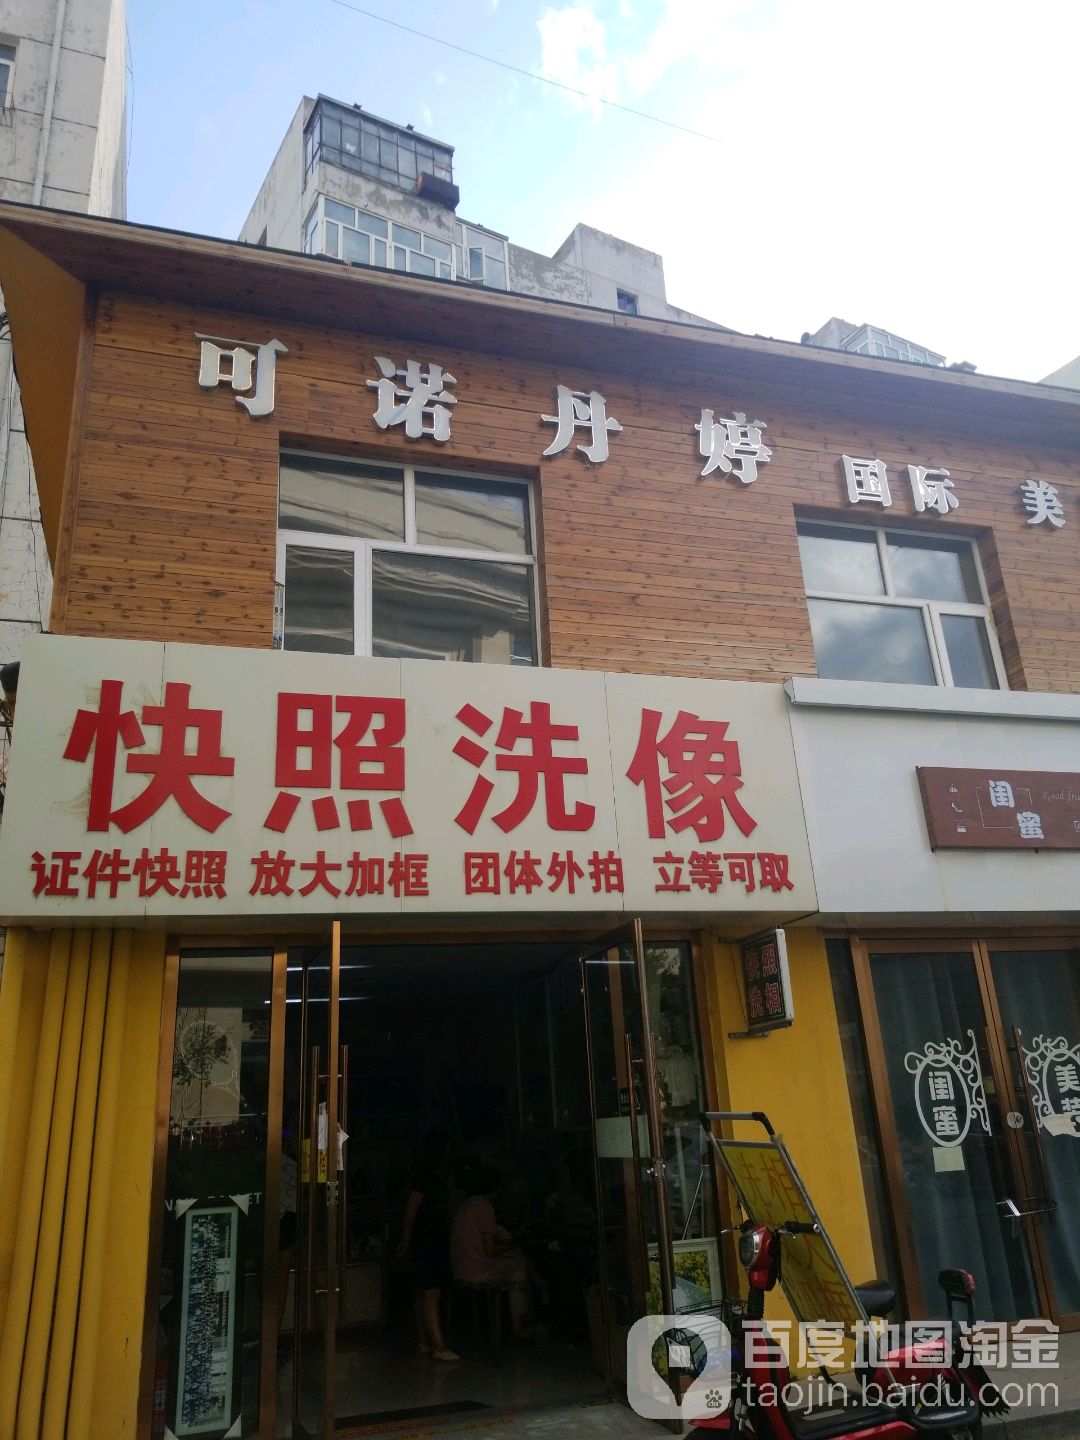 可诺丹婷 国际 美
快照洗像
证件快照 放大加框 团体外拍 立等可取
闺蜜
快照
洗相
闺蜜
美
洗相
百度地图淘金
taojin.baidu.com